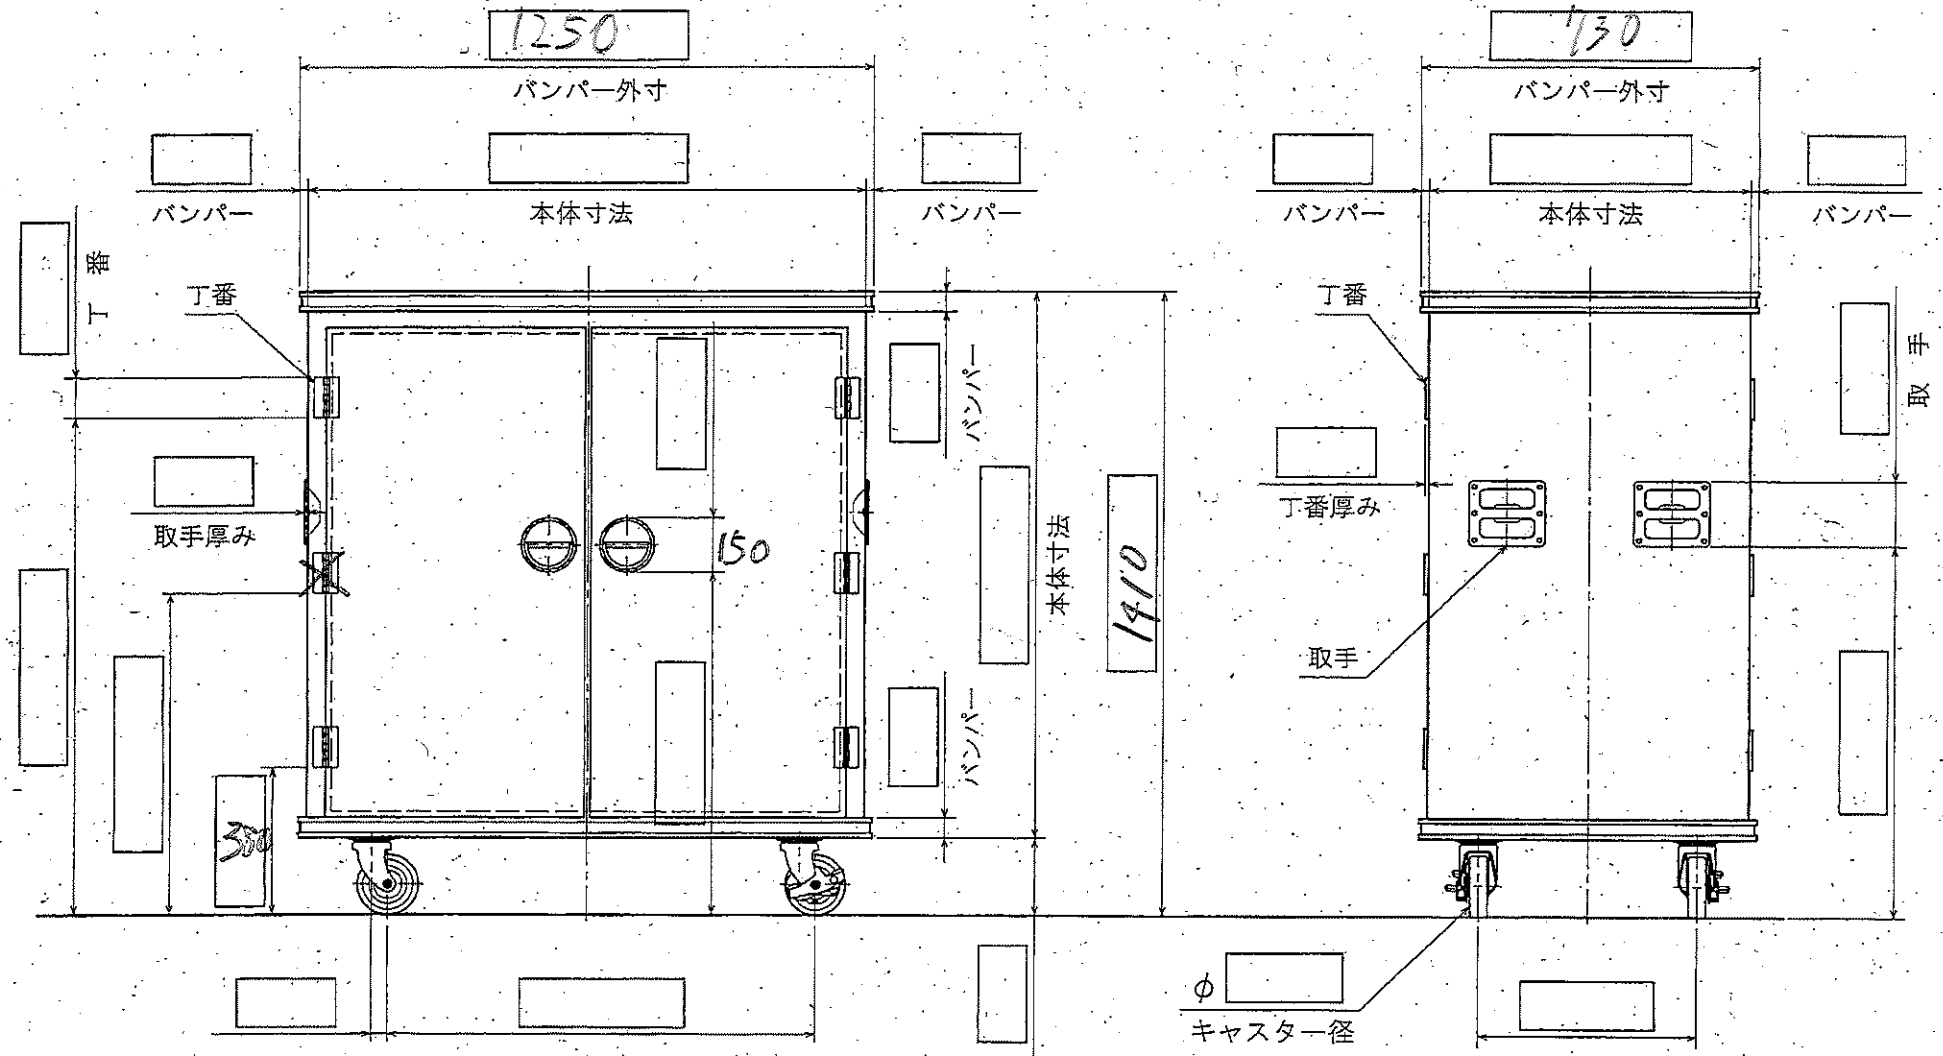 1250
730
バンパー外寸
バンパー外寸
バンパー
本体寸法
バンパー
バンパー
本体寸法
バンパー
丁番
丁番
丁番
バンパー
取手
取手厚み
丁番厚み
150
本体寸法
1410
取手
バンパー
350
φ
キャスター径